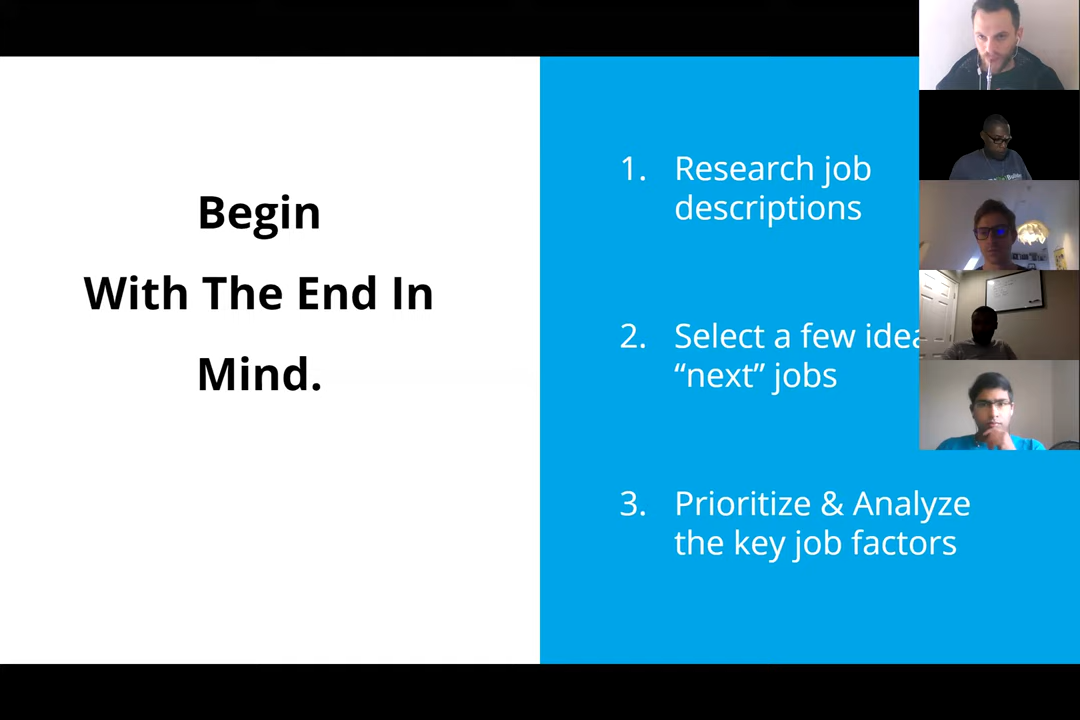 Begin
With The End In
Mind.
1. Research job
descriptions
2. Select a few
“next” jobs
3. Prioritize & Analyze
the key job factors